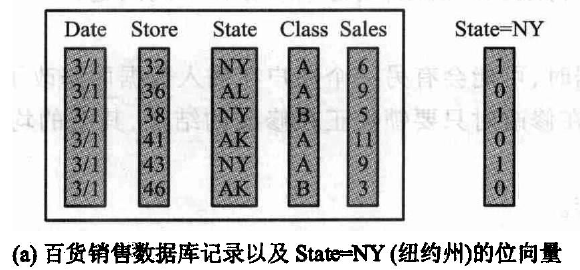 Date Store State Class Sales State=NY
3/1 32 NY A 6 1
3/1 36 AL A 9 0
3/1 38 NY B 5 1
3/1 41 AK A 11 0
3/1 43 NY A 9 1
3/1 46 AK B 3 0
(a) 百货销售数据库记录以及 State=NY (纽约州)的位向量